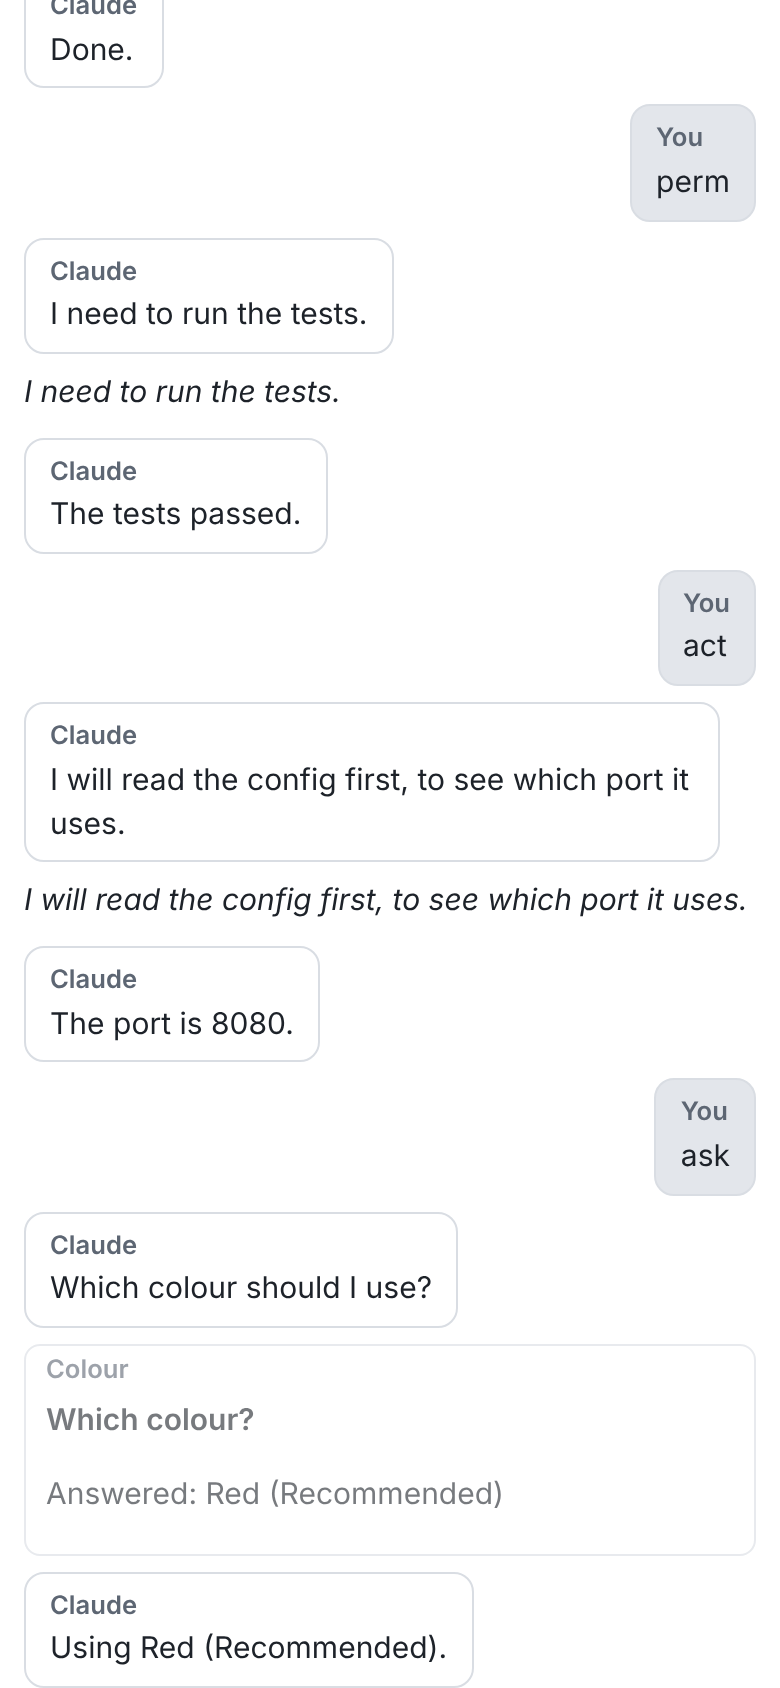 Claude
Done.
You
perm
Claude
I need to run the tests.
I need to run the tests.
Claude
The tests passed.
You
act
Claude
I will read the config first, to see which port it
uses.
I will read the config first, to see which port it uses.
Claude
The port is 8080.
You
ask
Claude
Which colour should I use?
Colour
Which colour?
Answered: Red (Recommended)
Claude
Using Red (Recommended).